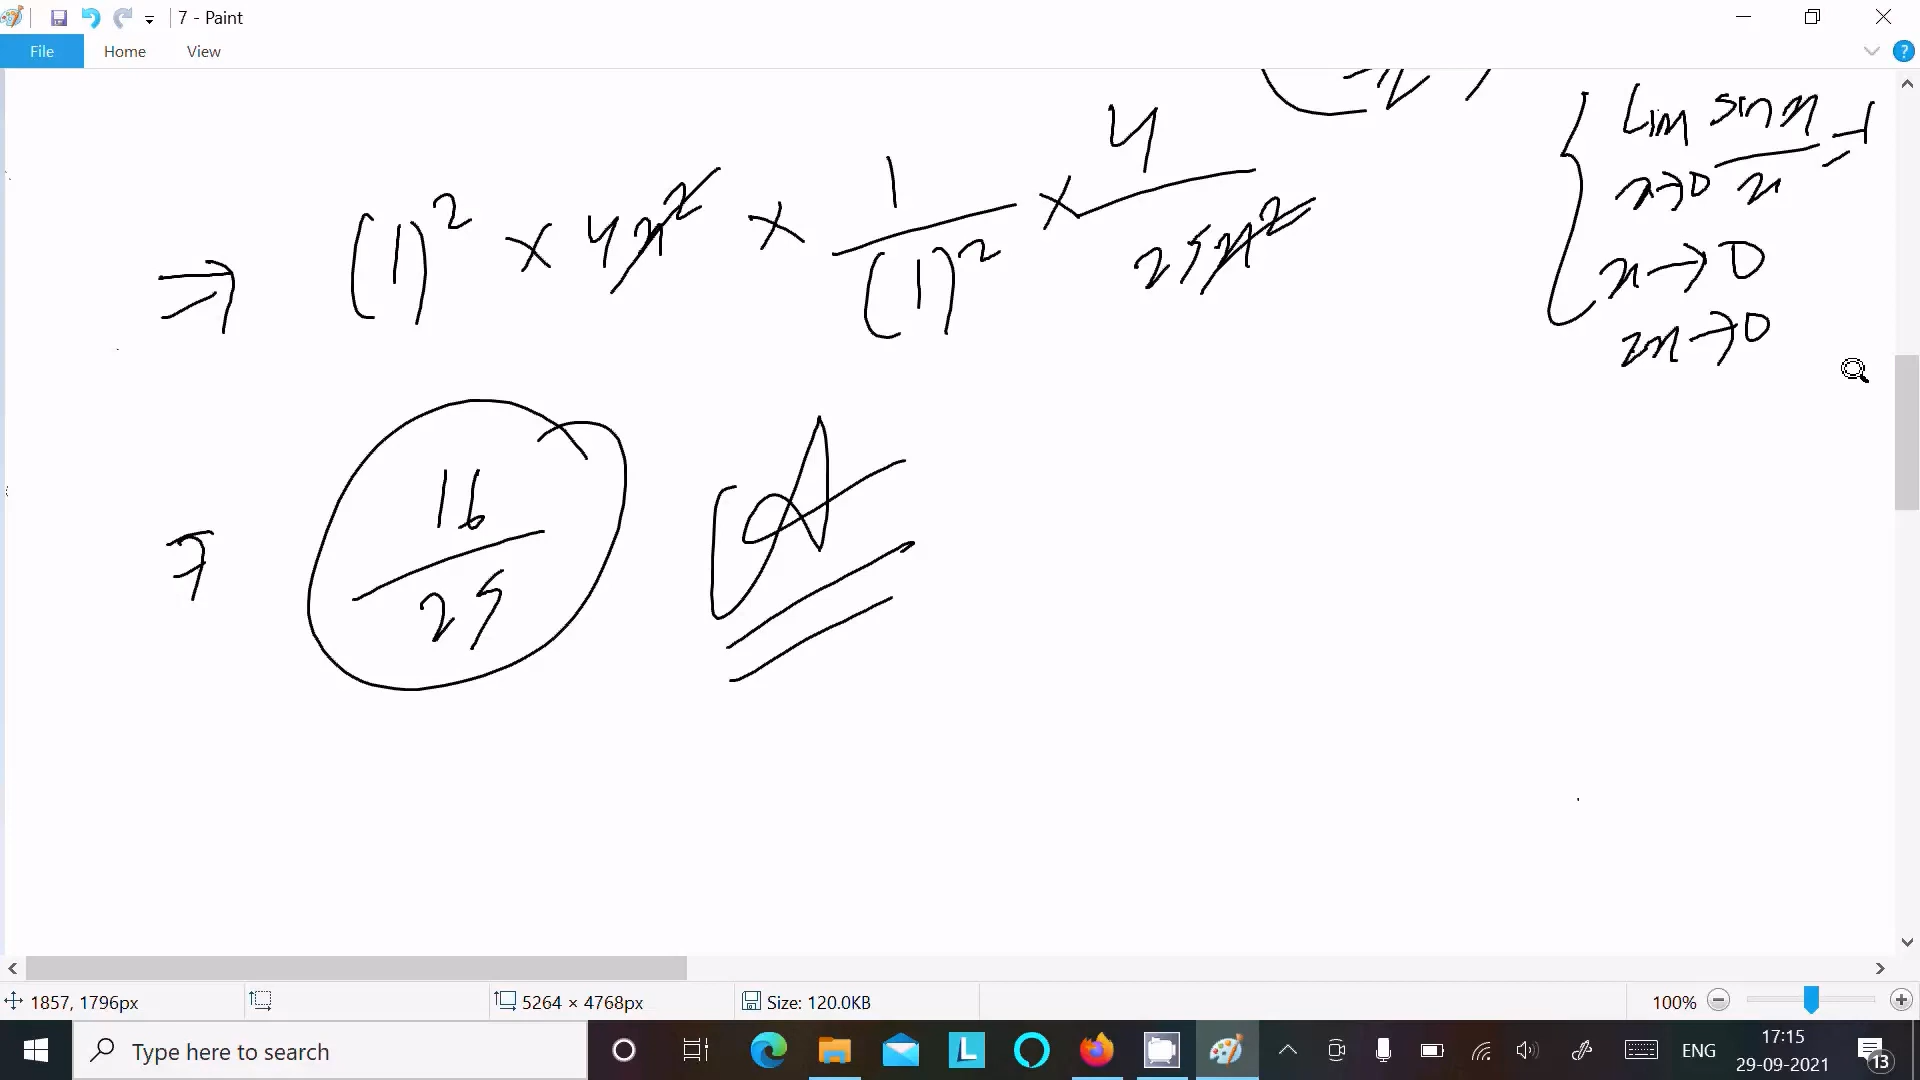 7 - Paint
File Home View
Lim sin x / x = 1
x→0
⇒ (1)² × 4x² × 1/(1)² × 4/25x²
x→0
2x→0
⇒ 16/25 A
1857, 1796px 5264 × 4768px Size: 120.0KB 100%
Type here to search
L
ENG 17:15
29-09-2021 13